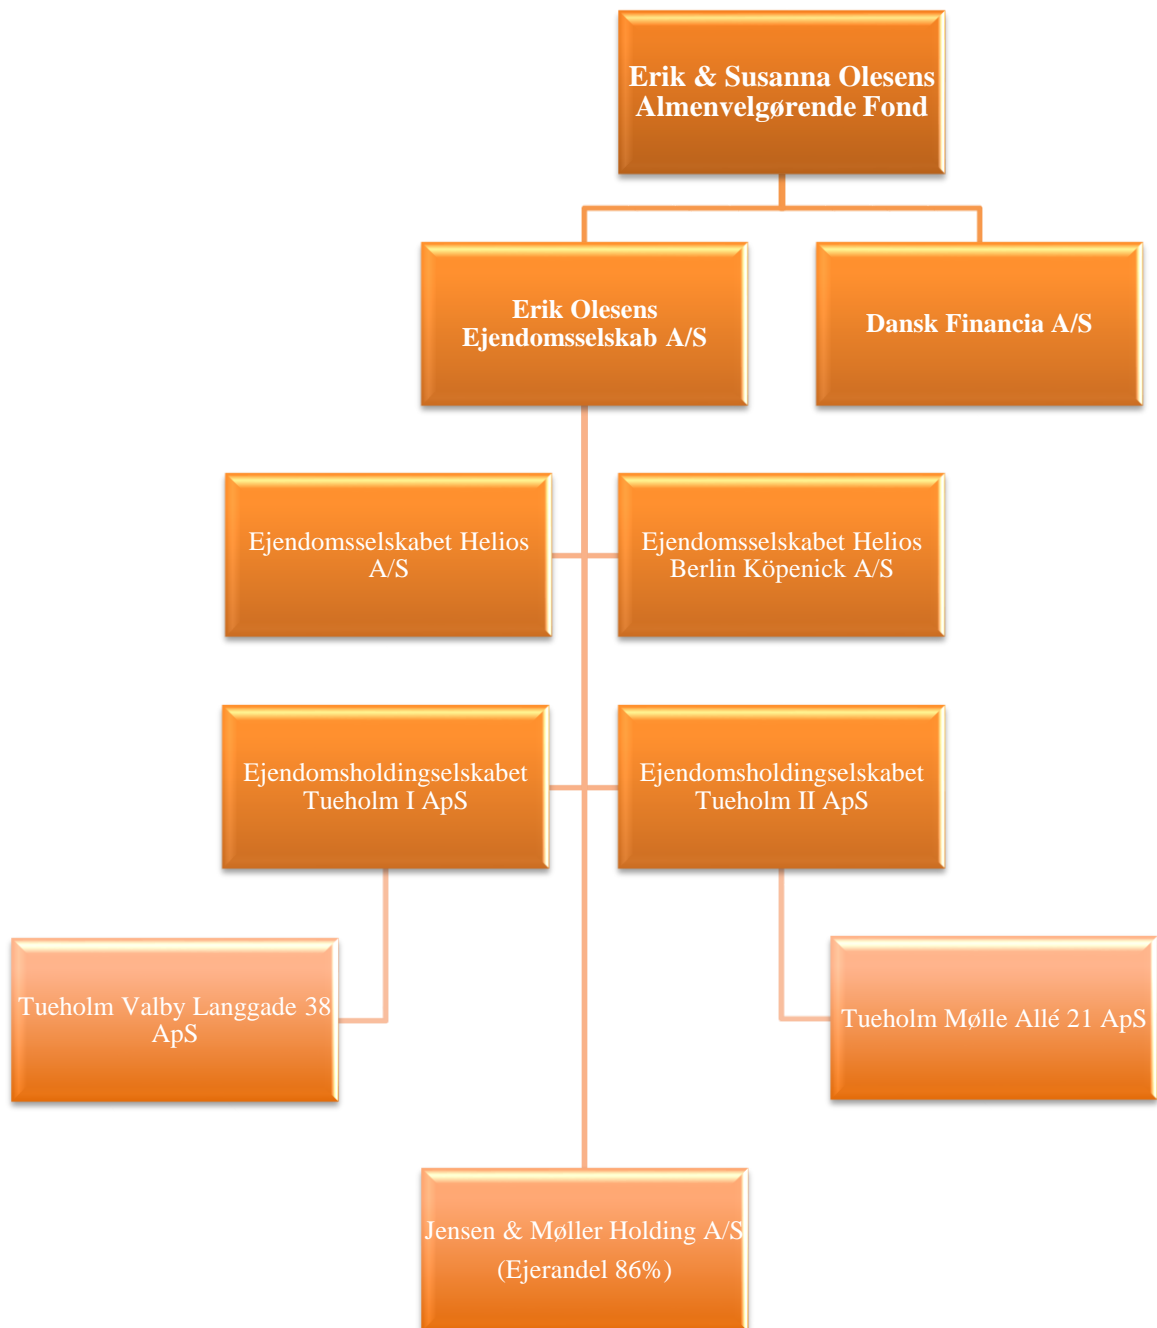 Erik & Susanna Olesens
Almenvelgørende Fond
Erik Olesens
Ejendomsselskab A/S
Dansk Financia A/S
Ejendomsselskabet Helios
A/S
Ejendomsselskabet Helios
Berlin Köpenick A/S
Ejendomsholdingselskabet
Tueholm I ApS
Ejendomsholdingselskabet
Tueholm II ApS
Tueholm Valby Langgade 38
ApS
Tueholm Mølle Allé 21 ApS
Jensen & Møller Holding A/S
(Ejerandel 86%)